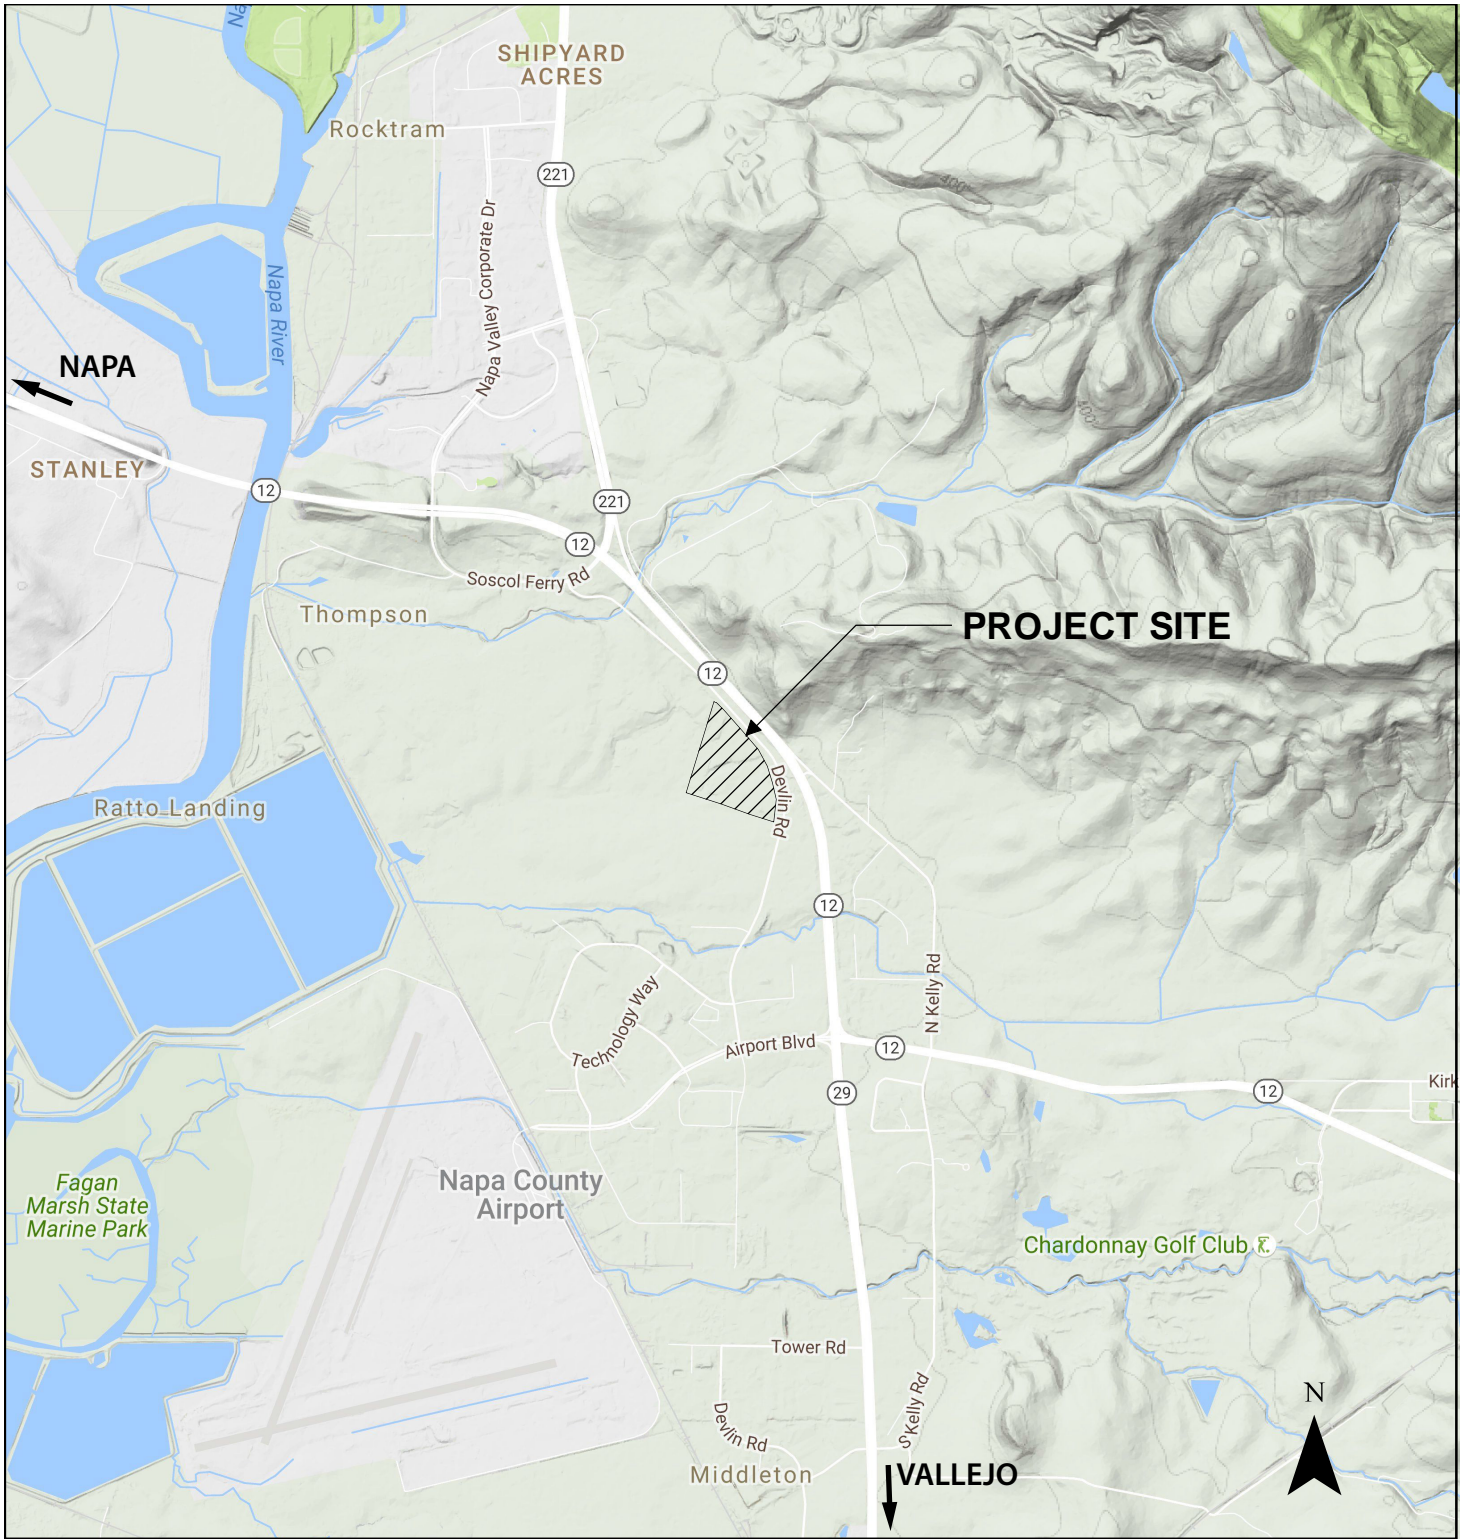 Na
SHIPYARD
ACRES
Rocktram
221
Napa Valley Corporate Dr
400'
Napa River
NAPA
400'
STANLEY
12
221
12
Soscol Ferry Rd
Thompson
PROJECT SITE
12
Devlin Rd
Ratto Landing
12
N Kelly Rd
Technology Way
Airport Blvd
12
29
12
Kirk
Napa County
Airport
Fagan
Marsh State
Marine Park
Chardonnay Golf Club
Tower Rd
S Kelly Rd
N
Devlin Rd
Middleton
VALLEJO